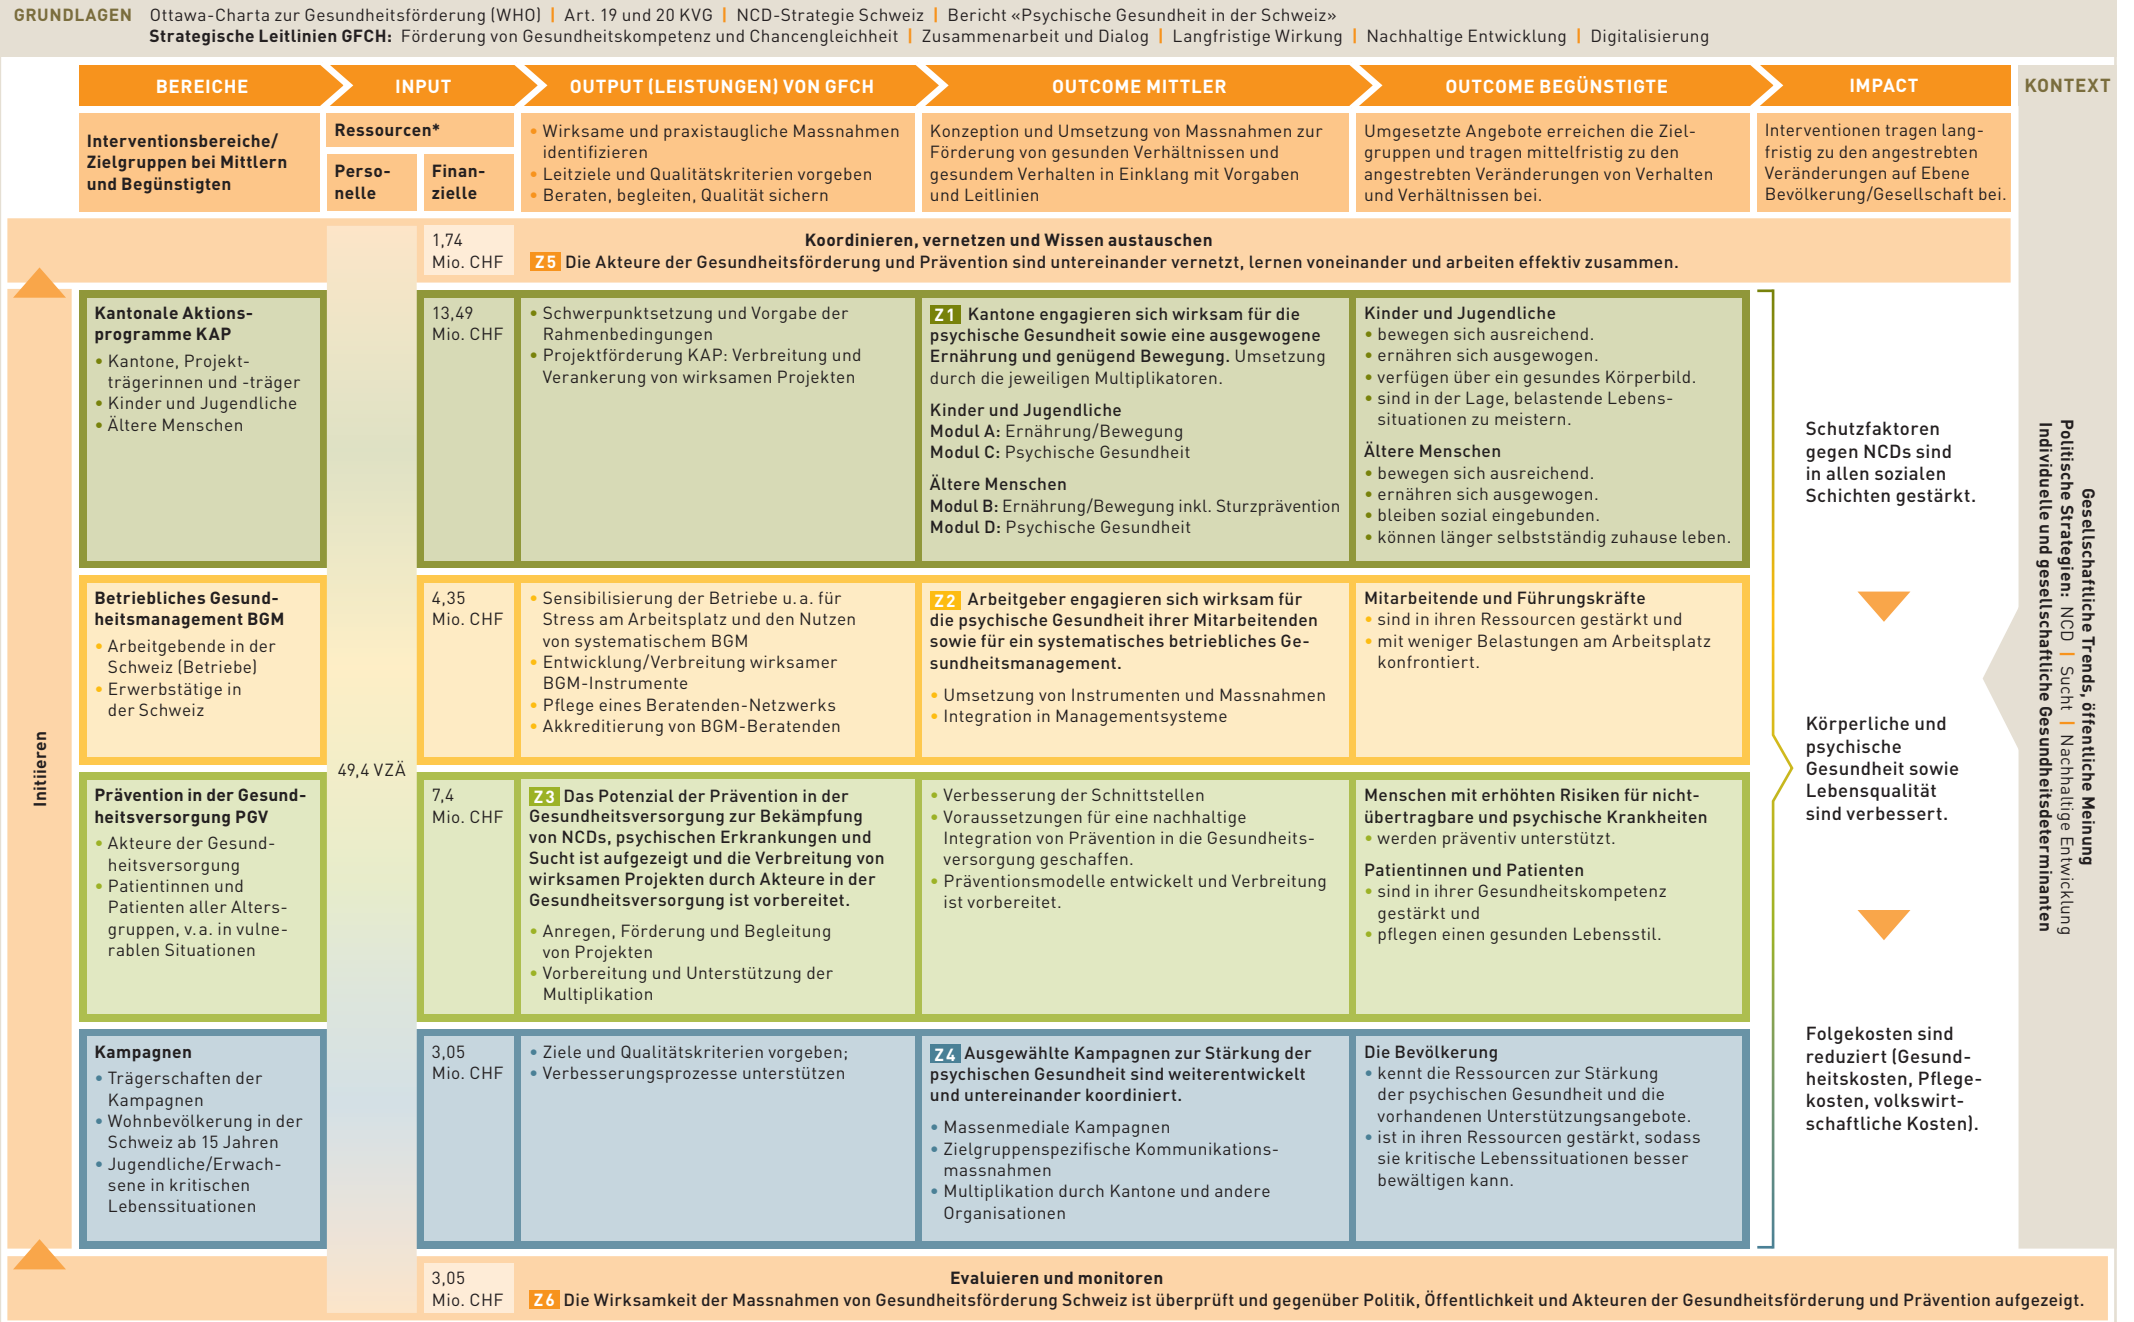 GRUNDLAGEN Ottawa-Charta zur Gesundheitsförderung (WHO) | Art. 19 und 20 KVG | NCD-Strategie Schweiz | Bericht «Psychische Gesundheit in der Schweiz»
Strategische Leitlinien GFCH: Förderung von Gesundheitskompetenz und Chancengleichheit | Zusammenarbeit und Dialog | Langfristige Wirkung | Nachhaltige Entwicklung | Digitalisierung
BEREICHE
INPUT
OUTPUT (LEISTUNGEN) VON GFCH
OUTCOME MITTLER
OUTCOME BEGÜNSTIGTE
IMPACT
KONTEXT
Interventionsbereiche/
Zielgruppen bei Mittlern
und Begünstigten
Ressourcen*
Perso-
nelle
Finan-
zielle
• Wirksame und praxistaugliche Massnahmen
identifizieren
• Leitziele und Qualitätskriterien vorgeben
• Beraten, begleiten, Qualität sichern
Konzeption und Umsetzung von Massnahmen zur
Förderung von gesunden Verhältnissen und
gesundem Verhalten in Einklang mit Vorgaben
und Leitlinien
Umgesetzte Angebote erreichen die Ziel-
gruppen und tragen mittelfristig zu den
angestrebten Veränderungen von Verhalten
und Verhältnissen bei.
Interventionen tragen lang-
fristig zu den angestrebten
Veränderungen auf Ebene
Bevölkerung/Gesellschaft bei.
1,74
Mio. CHF
Koordinieren, vernetzen und Wissen austauschen
Z5 Die Akteure der Gesundheitsförderung und Prävention sind untereinander vernetzt, lernen voneinander und arbeiten effektiv zusammen.
Initiieren
49,4 VZÄ
Kantonale Aktions-
programme KAP
• Kantone, Projekt-
trägerinnen und -träger
• Kinder und Jugendliche
• Ältere Menschen
13,49
Mio. CHF
• Schwerpunktsetzung und Vorgabe der
Rahmenbedingungen
• Projektförderung KAP: Verbreitung und
Verankerung von wirksamen Projekten
Z1 Kantone engagieren sich wirksam für die
psychische Gesundheit sowie eine ausgewogene
Ernährung und genügend Bewegung. Umsetzung
durch die jeweiligen Multiplikatoren.
Kinder und Jugendliche
Modul A: Ernährung/Bewegung
Modul C: Psychische Gesundheit
Ältere Menschen
Modul B: Ernährung/Bewegung inkl. Sturzprävention
Modul D: Psychische Gesundheit
Kinder und Jugendliche
• bewegen sich ausreichend.
• ernähren sich ausgewogen.
• verfügen über ein gesundes Körperbild.
• sind in der Lage, belastende Lebens-
situationen zu meistern.
Ältere Menschen
• bewegen sich ausreichend.
• ernähren sich ausgewogen.
• bleiben sozial eingebunden.
• können länger selbstständig zuhause leben.
Betriebliches Gesund-
heitsmanagement BGM
• Arbeitgebende in der
Schweiz (Betriebe)
• Erwerbstätige in
der Schweiz
4,35
Mio. CHF
• Sensibilisierung der Betriebe u. a. für
Stress am Arbeitsplatz und den Nutzen
von systematischem BGM
• Entwicklung/Verbreitung wirksamer
BGM-Instrumente
• Pflege eines Beratenden-Netzwerks
• Akkreditierung von BGM-Beratenden
Z2 Arbeitgeber engagieren sich wirksam für
die psychische Gesundheit ihrer Mitarbeitenden
sowie für ein systematisches betriebliches Ge-
sundheitsmanagement.
• Umsetzung von Instrumenten und Massnahmen
• Integration in Managementsysteme
Mitarbeitende und Führungskräfte
• sind in ihren Ressourcen gestärkt und
• mit weniger Belastungen am Arbeitsplatz
konfrontiert.
Prävention in der Gesund-
heitsversorgung PGV
• Akteure der Gesund-
heitsversorgung
• Patientinnen und
Patienten aller Alters-
gruppen, v. a. in vulne-
rablen Situationen
7,4
Mio. CHF
Z3 Das Potenzial der Prävention in der
Gesundheitsversorgung zur Bekämpfung
von NCDs, psychischen Erkrankungen und
Sucht ist aufgezeigt und die Verbreitung von
wirksamen Projekten durch Akteure in der
Gesundheitsversorgung ist vorbereitet.
• Anregen, Förderung und Begleitung
von Projekten
• Vorbereitung und Unterstützung der
Multiplikation
• Verbesserung der Schnittstellen
• Voraussetzungen für eine nachhaltige
Integration von Prävention in die Gesundheits-
versorgung geschaffen.
• Präventionsmodelle entwickelt und Verbreitung
ist vorbereitet.
Menschen mit erhöhten Risiken für nicht-
übertragbare und psychische Krankheiten
• werden präventiv unterstützt.
Patientinnen und Patienten
• sind in ihrer Gesundheitskompetenz
gestärkt und
• pflegen einen gesunden Lebensstil.
Kampagnen
• Trägerschaften der
Kampagnen
• Wohnbevölkerung in der
Schweiz ab 15 Jahren
• Jugendliche/Erwach-
sene in kritischen
Lebenssituationen
3,05
Mio. CHF
• Ziele und Qualitätskriterien vorgeben;
• Verbesserungsprozesse unterstützen
Z4 Ausgewählte Kampagnen zur Stärkung der
psychischen Gesundheit sind weiterentwickelt
und untereinander koordiniert.
• Massenmediale Kampagnen
• Zielgruppenspezifische Kommunikations-
massnahmen
• Multiplikation durch Kantone und andere
Organisationen
Die Bevölkerung
• kennt die Ressourcen zur Stärkung
der psychischen Gesundheit und die
vorhandenen Unterstützungsangebote.
• ist in ihren Ressourcen gestärkt, sodass
sie kritische Lebenssituationen besser
bewältigen kann.
Schutzfaktoren
gegen NCDs sind
in allen sozialen
Schichten gestärkt.
Körperliche und
psychische
Gesundheit sowie
Lebensqualität
sind verbessert.
Folgekosten sind
reduziert (Gesund-
heitskosten, Pflege-
kosten, volkswirt-
schaftliche Kosten).
Gesellschaftliche Trends, öffentliche Meinung
Politische Strategien: NCD | Sucht | Nachhaltige Entwicklung
Individuelle und gesellschaftliche Gesundheitsdeterminanten
3,05
Mio. CHF
Evaluieren und monitoren
Z6 Die Wirksamkeit der Massnahmen von Gesundheitsförderung Schweiz ist überprüft und gegenüber Politik, Öffentlichkeit und Akteuren der Gesundheitsförderung und Prävention aufgezeigt.